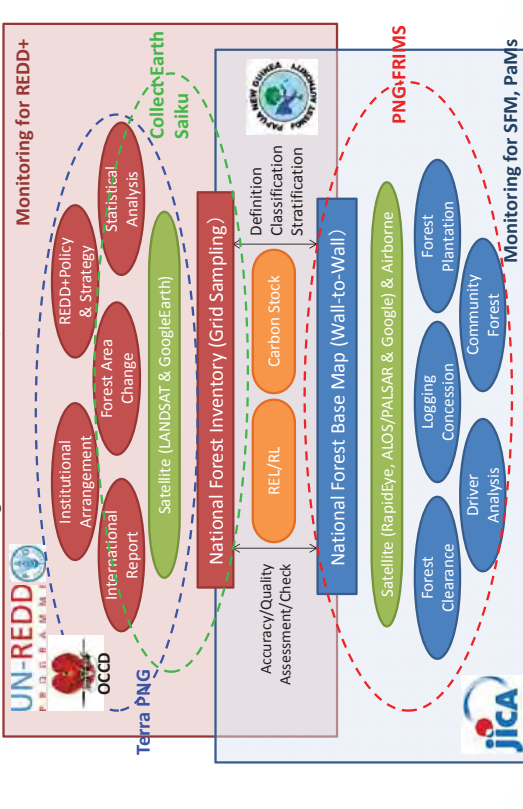 Monitoring for REDD+
UN-REDD
PROGRAMME
OCCD
Institutional
Arrangement
REDD+Policy
& Strategy
International
Report
Forest Area
Change
Statistical
Analysis
Collect Earth
Saiku
Satellite (LANDSAT & GoogleEarth)
Terra PNG
National Forest Inventory (Grid Sampling)
Accuracy/Quality
Assessment/Check
REL/RL
Carbon Stock
Definition
Classification
Stratification
PAPUA NEW GUINEA FOREST AUTHORITY
National Forest Base Map (Wall-to-Wall)
Satellite (RapidEye, ALOS/PALSAR & Google) & Airborne
PNG-FRIMS
Forest
Clearance
Logging
Concession
Forest
Plantation
Driver
Analysis
Community
Forest
jICA
Monitoring for SFM, PaMs